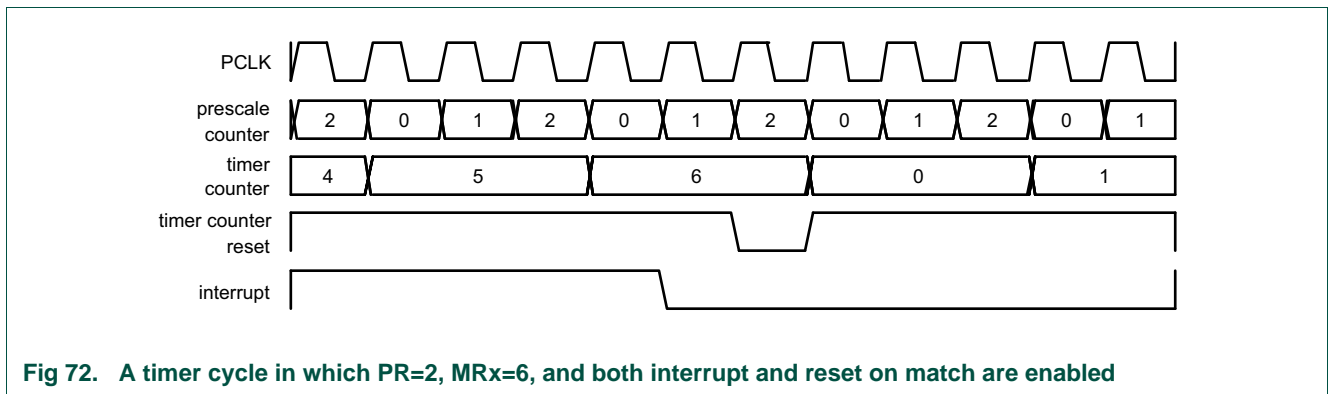 PCLK
prescale
counter
2 0 1 2 0 1 2 0 1 2 0 1
timer
counter
4 5 6 0 1
timer counter
reset
interrupt
Fig 72. A timer cycle in which PR=2, MRx=6, and both interrupt and reset on match are enabled